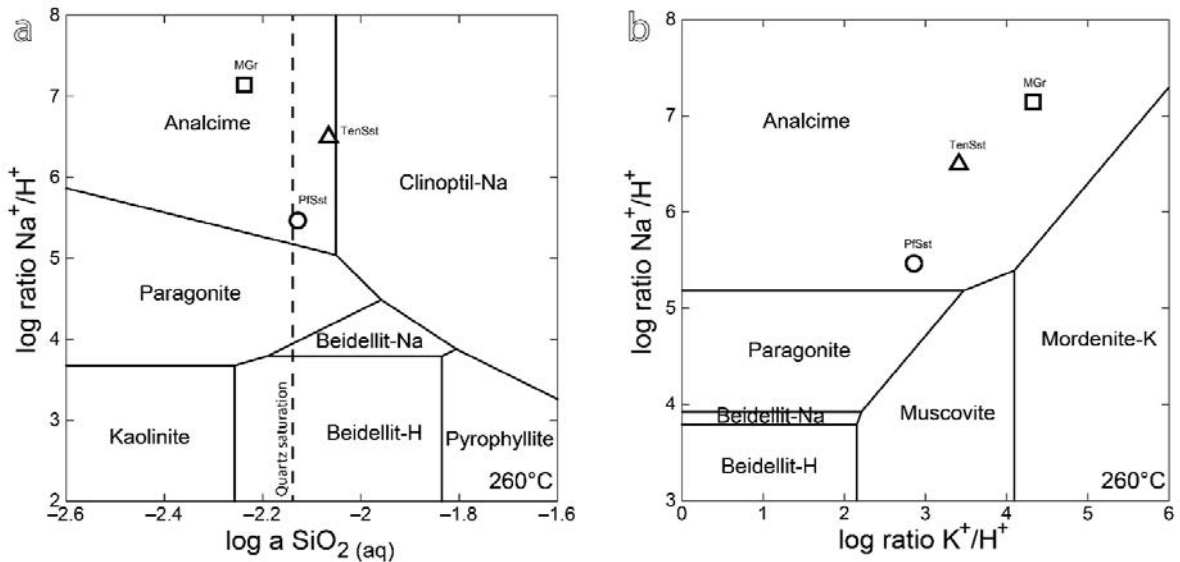 a
8
7
6
5
4
3
2
log ratio Na⁺/H⁺
MGr
Analcime
TenSst
Clinoptil-Na
PfSst
Paragonite
Beidellit-Na
Kaolinite
Quartz saturation
Beidellit-H
Pyrophyllite
260°C
−2.6 −2.4 −2.2 −2 −1.8 −1.6
log a SiO₂ (aq)
b
8
7
6
5
4
3
log ratio Na⁺/H⁺
MGr
Analcime
TenSst
PfSst
Paragonite
Mordenite-K
Beidellit-Na
Muscovite
Beidellit-H
260°C
0 1 2 3 4 5 6
log ratio K⁺/H⁺